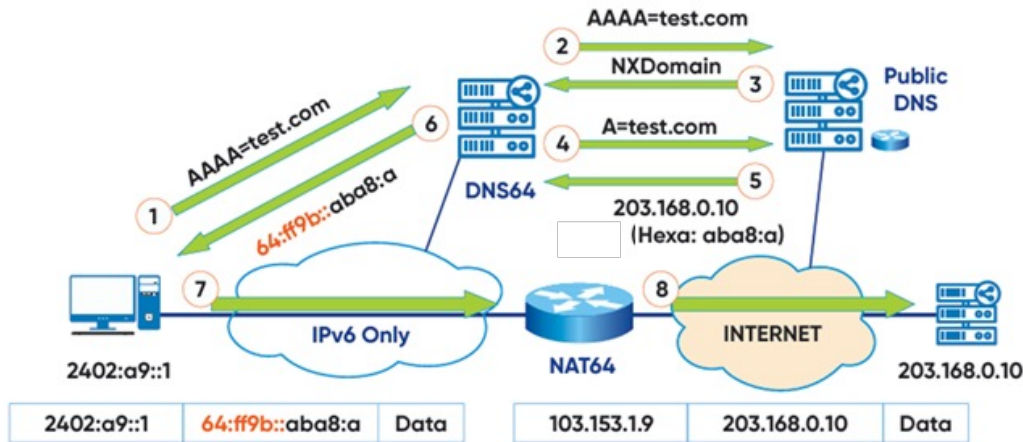 AAAA=test.com
2
NXDomain
3
Public
DNS
AAAA=test.com
6
4
A=test.com
DNS64
5
1
64:ff9b::aba8:a
203.168.0.10
(Hexa: aba8:a)
7
8
IPv6 Only
INTERNET
NAT64
2402:a9::1
203.168.0.10
2402:a9::1 64:ff9b::aba8:a Data
103.153.1.9 203.168.0.10 Data